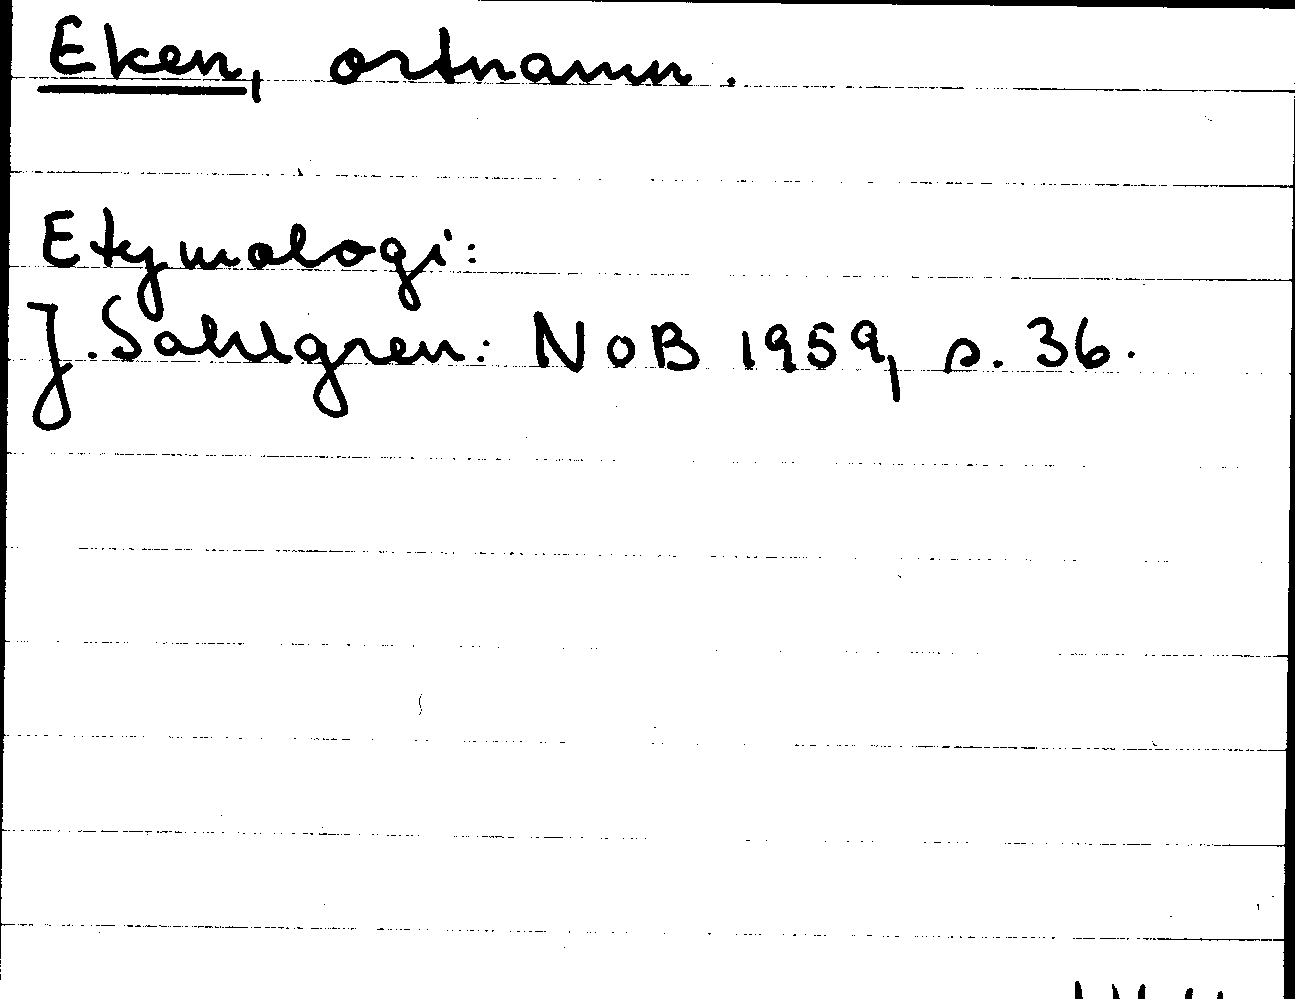 Eken, ortnamn.
Etymologi:
J. Sahlgren: NoB 1959, s. 36.